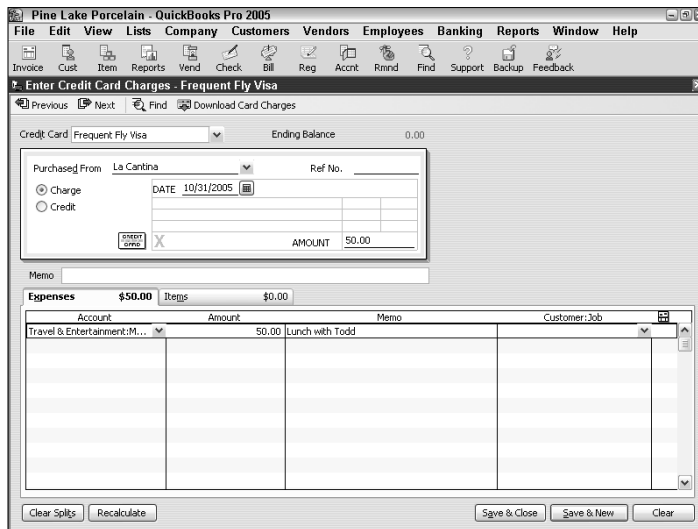 Pine Lake Porcelain - QuickBooks Pro 2005
File Edit View Lists Company Customers Vendors Employees Banking Reports Window Help
Invoice Cust Item Reports Vend Check Bill Reg Accnt Rmnd Find Support Backup Feedback
Enter Credit Card Charges - Frequent Fly Visa
Previous Next Find Download Card Charges
Credit Card Frequent Fly Visa Ending Balance 0.00
Purchased From La Cantina Ref No.
Charge DATE 10/31/2005
Credit
CREDIT CARD X AMOUNT 50.00
Memo
Expenses $50.00 Items $0.00
Account Amount Memo Customer:Job
Travel & Entertainment:M... 50.00 Lunch with Todd
Clear Splits Recalculate Save & Close Save & New Clear